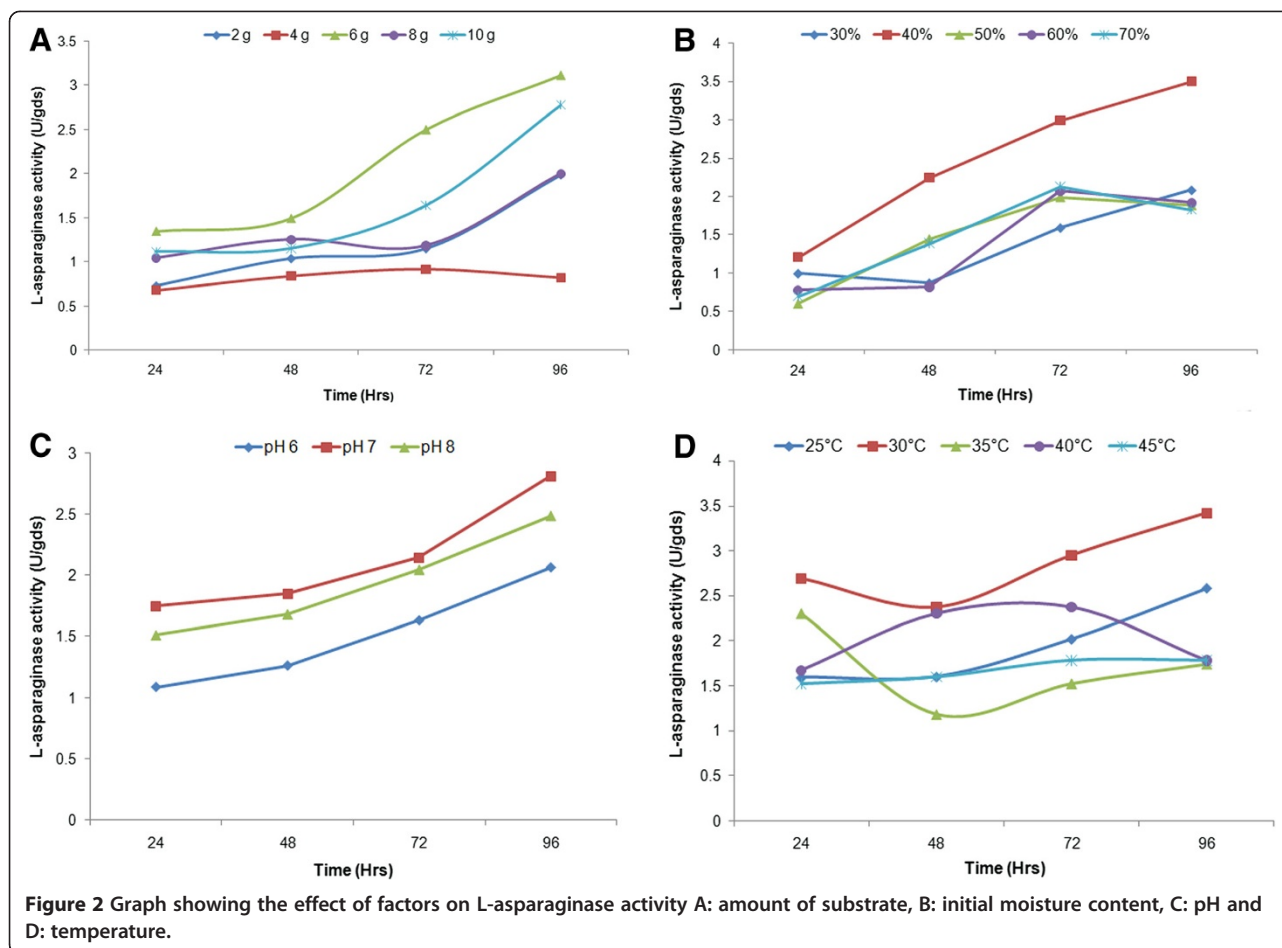 A
2 g 4 g 6 g 8 g 10 g
L-asparaginase activity (U/gds)
3.5
3
2.5
2
1.5
1
0.5
0
24 48 72 96
Time (Hrs)
B
30% 40% 50% 60% 70%
L-asparaginase activity (U/gds)
4
3.5
3
2.5
2
1.5
1
0.5
0
24 48 72 96
Time (Hrs)
C
pH 6 pH 7 pH 8
L-asparaginase activity (U/gds)
3
2.5
2
1.5
1
0.5
0
24 48 72 96
Time (Hrs)
D
25°C 30°C 35°C 40°C 45°C
L-asparaginase activity (U/gds)
4
3.5
3
2.5
2
1.5
1
0.5
0
24 48 72 96
Time (Hrs)
Figure 2 Graph showing the effect of factors on L-asparaginase activity A: amount of substrate, B: initial moisture content, C: pH and
D: temperature.